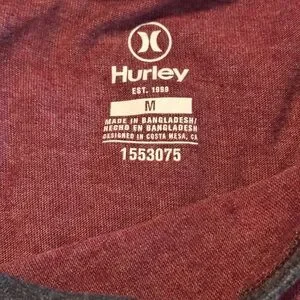 Hurley
EST. 1999
M
MADE IN BANGLADESH/
HECHO EN BANGLADESH
DESIGNED IN COSTA MESA, CA
1553075